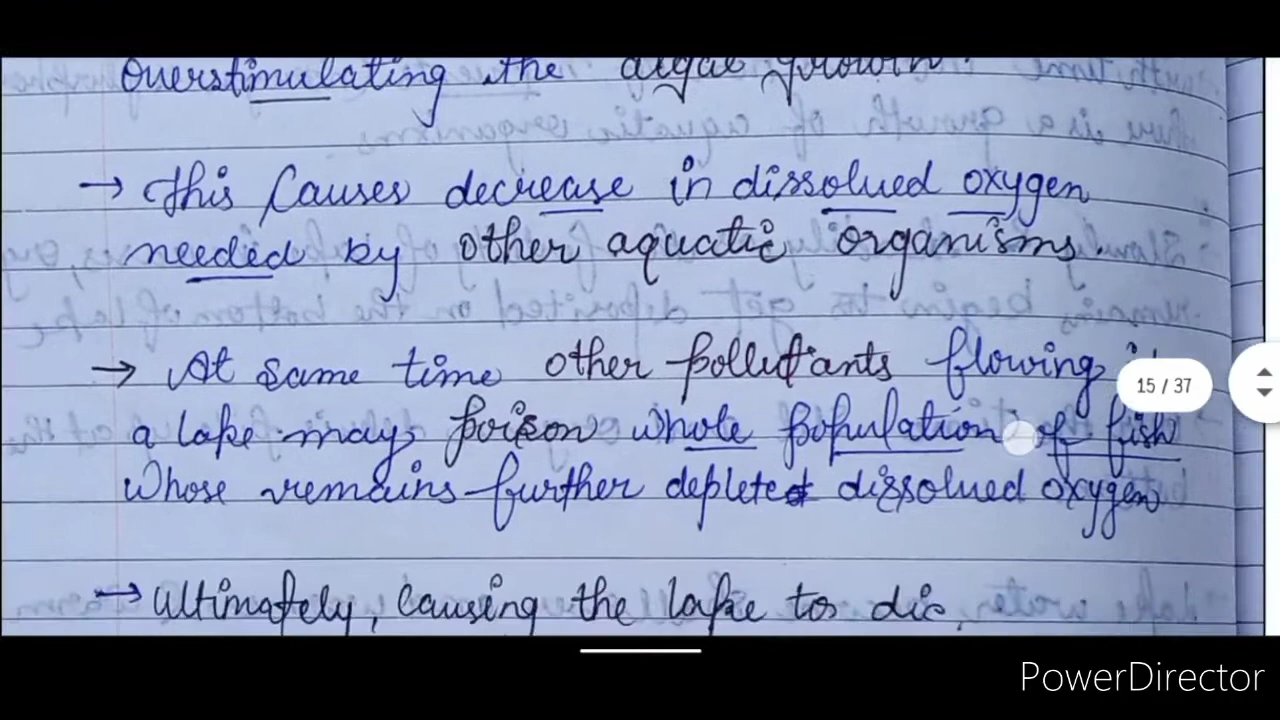 Overstimulating the algal growth.
→ This Causes decrease in dissolved oxygen
needed by other aquatic organisms.
→ At same time other pollutants flowing
15 / 37
a lake may poison whole population of fish
Whose remains further depleted dissolved oxygen
→ Ultimately, causing the lake to die.
PowerDirector